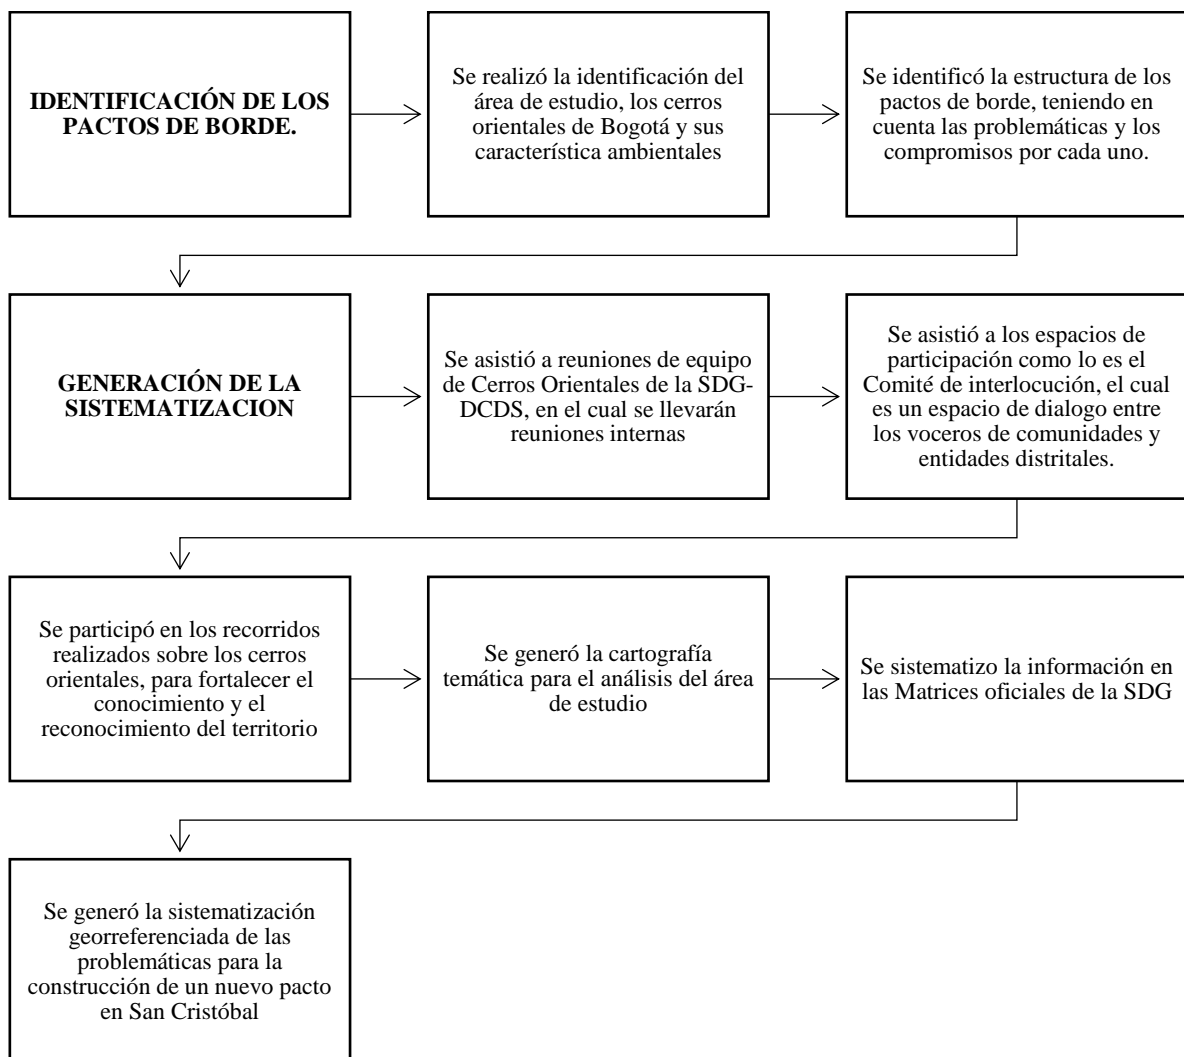 IDENTIFICACIÓN DE LOS
PACTOS DE BORDE.
Se realizó la identificación del
área de estudio, los cerros
orientales de Bogotá y sus
característica ambientales
Se identificó la estructura de los
pactos de borde, teniendo en
cuenta las problemáticas y los
compromisos por cada uno.
GENERACIÓN DE LA
SISTEMATIZACION
Se asistió a reuniones de equipo
de Cerros Orientales de la SDG-
DCDS, en el cual se llevarán
reuniones internas
Se asistió a los espacios de
participación como lo es el
Comité de interlocución, el cual
es un espacio de dialogo entre
los voceros de comunidades y
entidades distritales.
Se participó en los recorridos
realizados sobre los cerros
orientales, para fortalecer el
conocimiento y el
reconocimiento del territorio
Se generó la cartografía
temática para el análisis del área
de estudio
Se sistematizo la información en
las Matrices oficiales de la SDG
Se generó la sistematización
georreferenciada de las
problemáticas para la
construcción de un nuevo pacto
en San Cristóbal